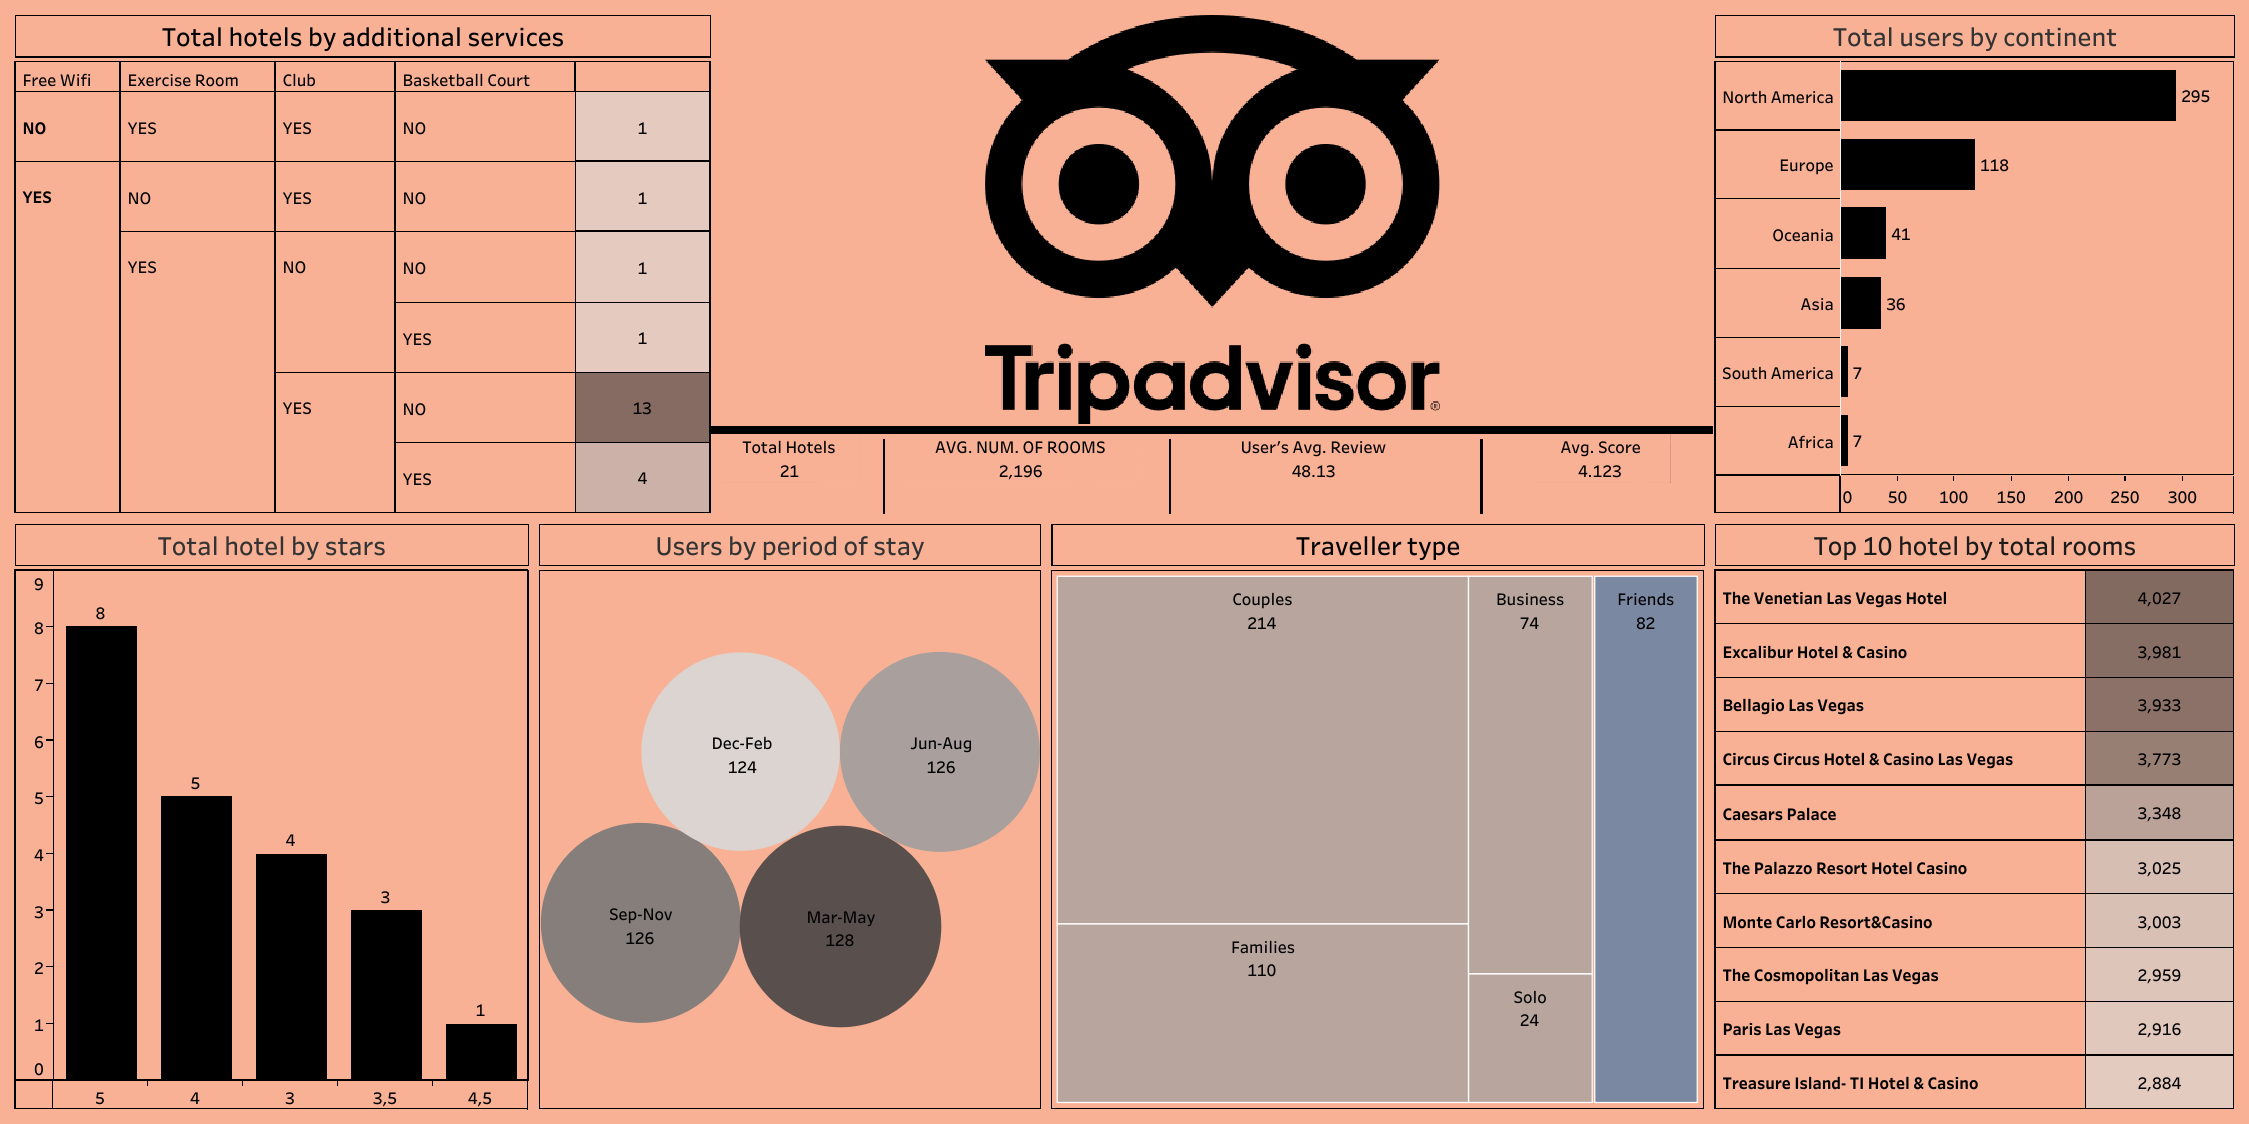 Total hotels by additional services
Free Wifi Exercise Room Club Basketball Court
NO YES YES NO 1
YES NO YES NO 1
YES NO NO 1
YES 1
YES NO 13
YES 4
Tripadvisor®
Total Hotels
21
AVG. NUM. OF ROOMS
2,196
User’s Avg. Review
48.13
Avg. Score
4.123
Total users by continent
North America 295
Europe 118
Oceania 41
Asia 36
South America 7
Africa 7
0 50 100 150 200 250 300
Total hotel by stars
9
8
7
6
5
4
3
2
1
0
8
5
4
3
1
5 4 3 3,5 4,5
Users by period of stay
Dec-Feb
124
Jun-Aug
126
Sep-Nov
126
Mar-May
128
Traveller type
Couples
214
Business
74
Friends
82
Families
110
Solo
24
Top 10 hotel by total rooms
The Venetian Las Vegas Hotel 4,027
Excalibur Hotel & Casino 3,981
Bellagio Las Vegas 3,933
Circus Circus Hotel & Casino Las Vegas 3,773
Caesars Palace 3,348
The Palazzo Resort Hotel Casino 3,025
Monte Carlo Resort&Casino 3,003
The Cosmopolitan Las Vegas 2,959
Paris Las Vegas 2,916
Treasure Island- TI Hotel & Casino 2,884